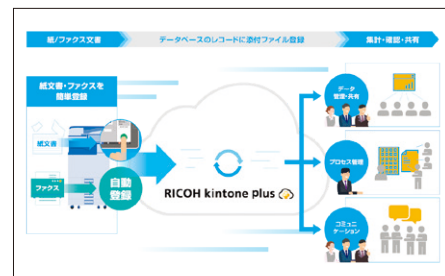 紙/ファクス文書
データベースのレコードに添付ファイル登録
集計・確認・共有
紙文書・ファクスを
簡単登録
紙文書
ファクス
自動
登録
RICOH kintone plus
データ
管理・共有
プロセス管理
コミュニ
ケーション